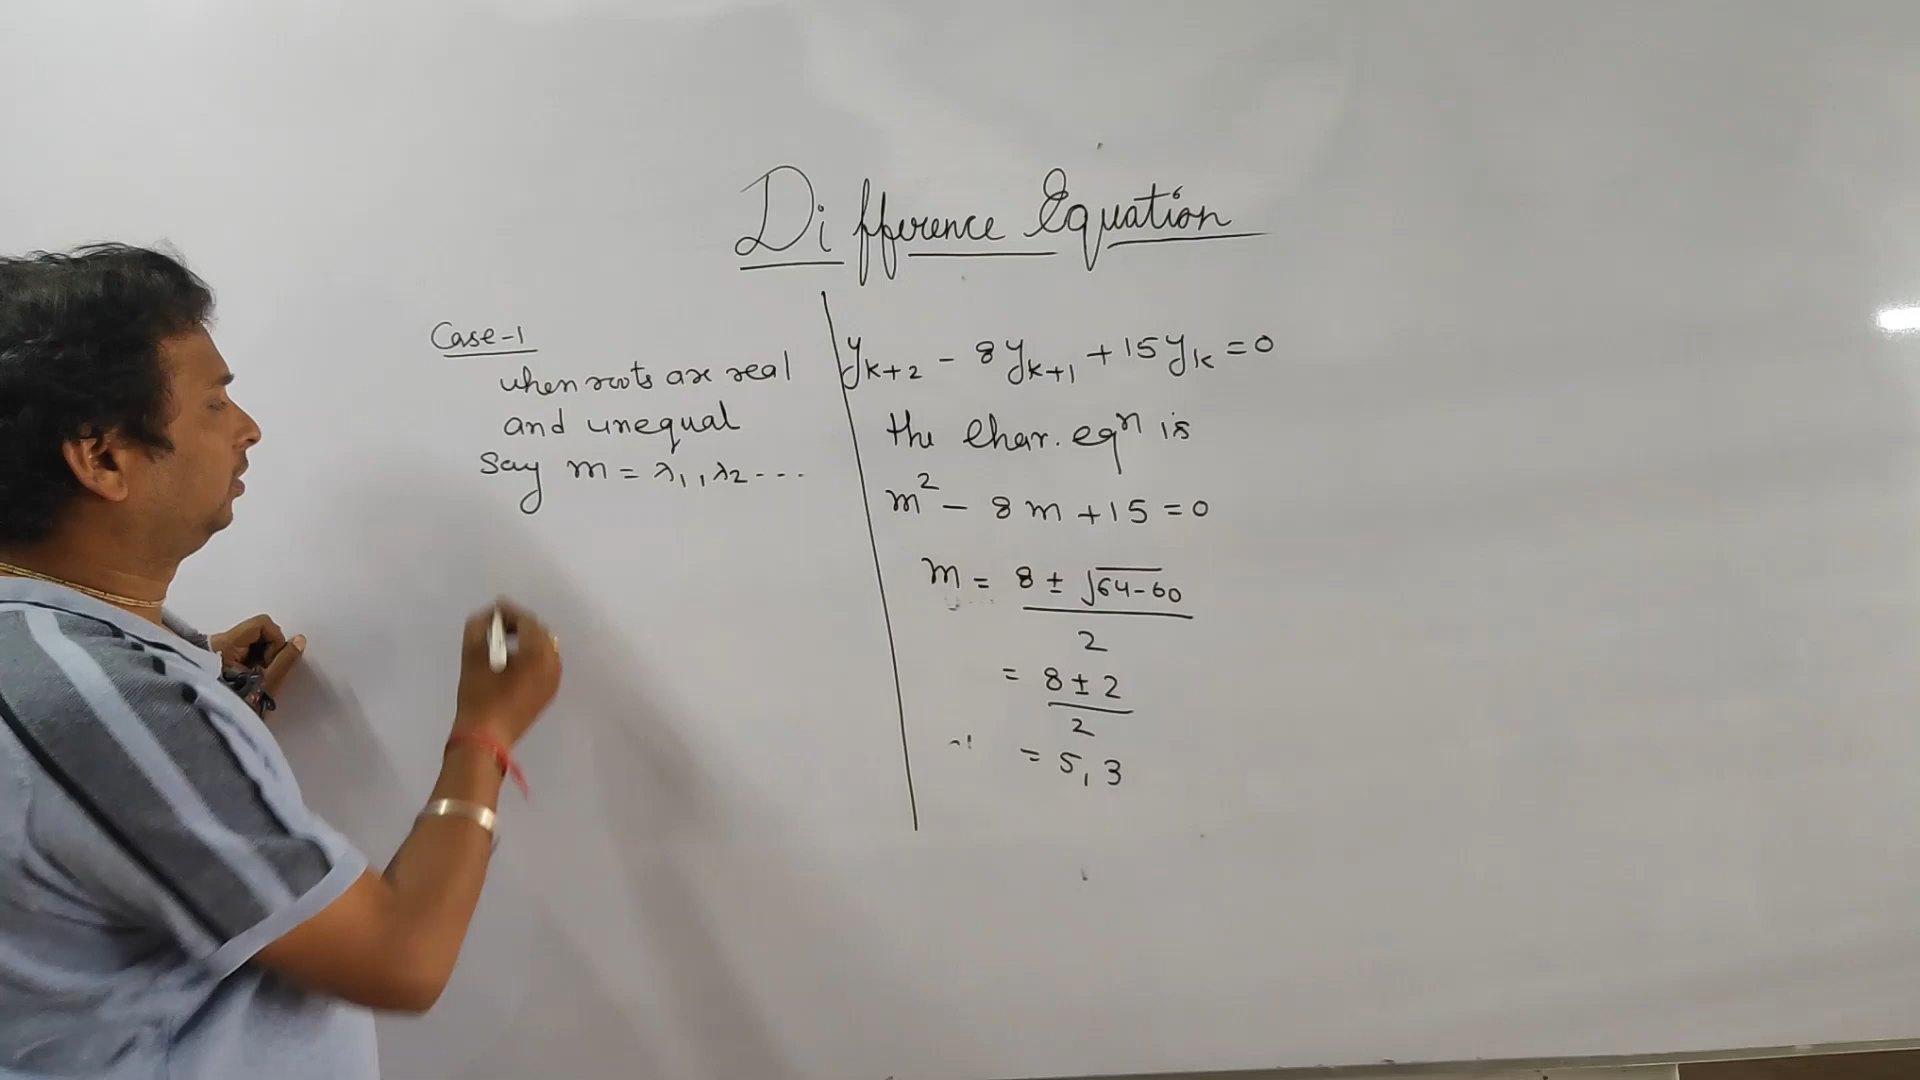 Difference Equation
Case-1
when roots are real
and unequal
Say m = λ₁, λ₂ ---
yₖ₊₂ - 8yₖ₊₁ + 15yₖ = 0
the Char. eqⁿ is
m² - 8m + 15 = 0
m = 8 ± √64-60
2
= 8 ± 2
2
= 5, 3